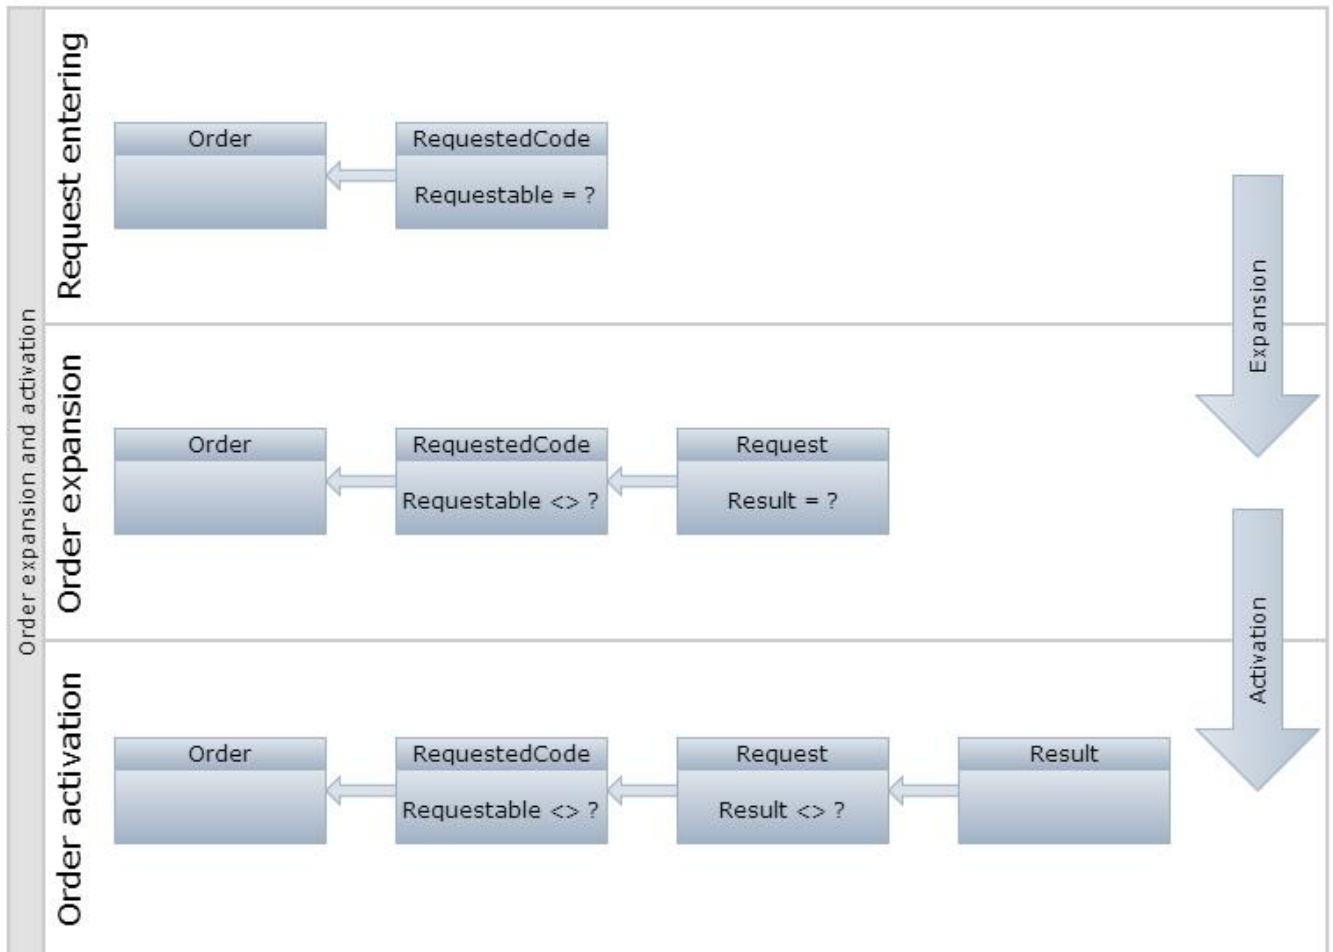 Order expansion and activation
Request entering
Order
RequestedCode
Requestable = ?
Expansion
Order expansion
Order
RequestedCode
Requestable <> ?
Request
Result = ?
Activation
Order activation
Order
RequestedCode
Requestable <> ?
Request
Result <> ?
Result